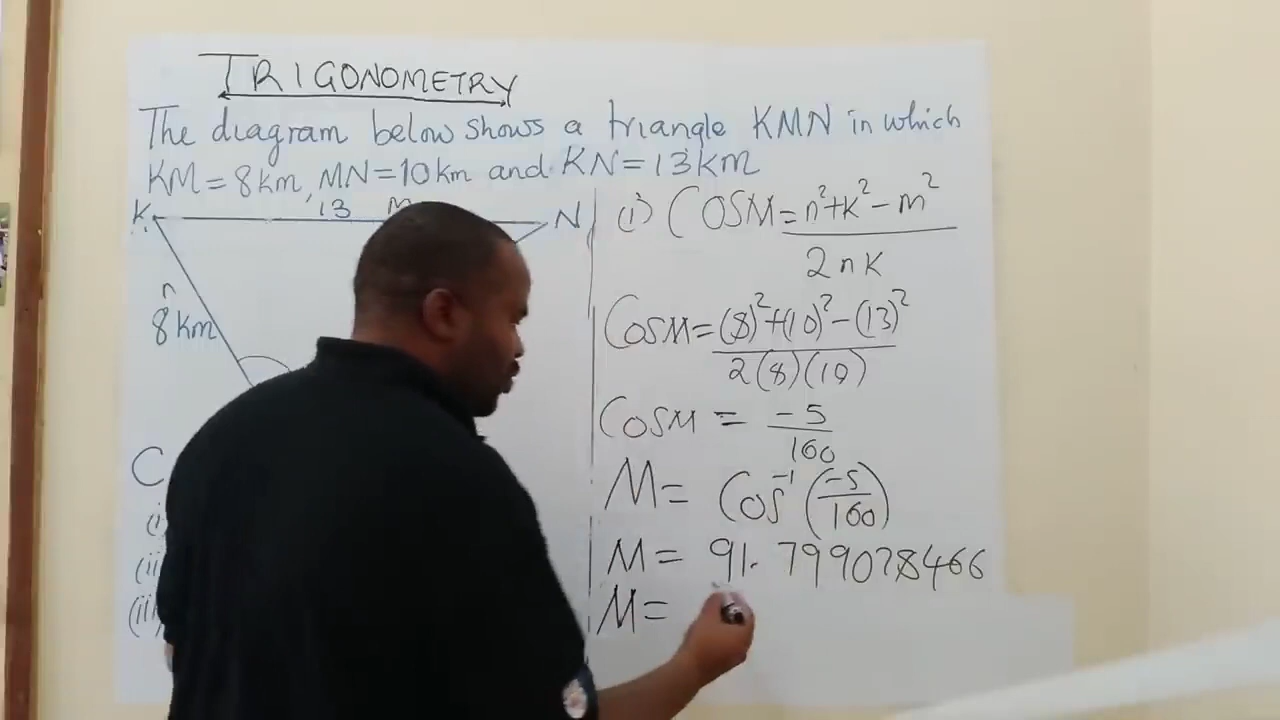 TRIGONOMETRY
The diagram below shows a triangle KMN in which
KM = 8km, MN = 10km and KN = 13km
K 13 m N
n
8km
C
(i
(ii
(iii
(i) COSM = n² + k² - m²
2nk
COSM = (8)² + (10)² - (13)²
2(8)(10)
COSM = -5
160
M = COS⁻¹ (-5
160)
M = 91.799078466
M =